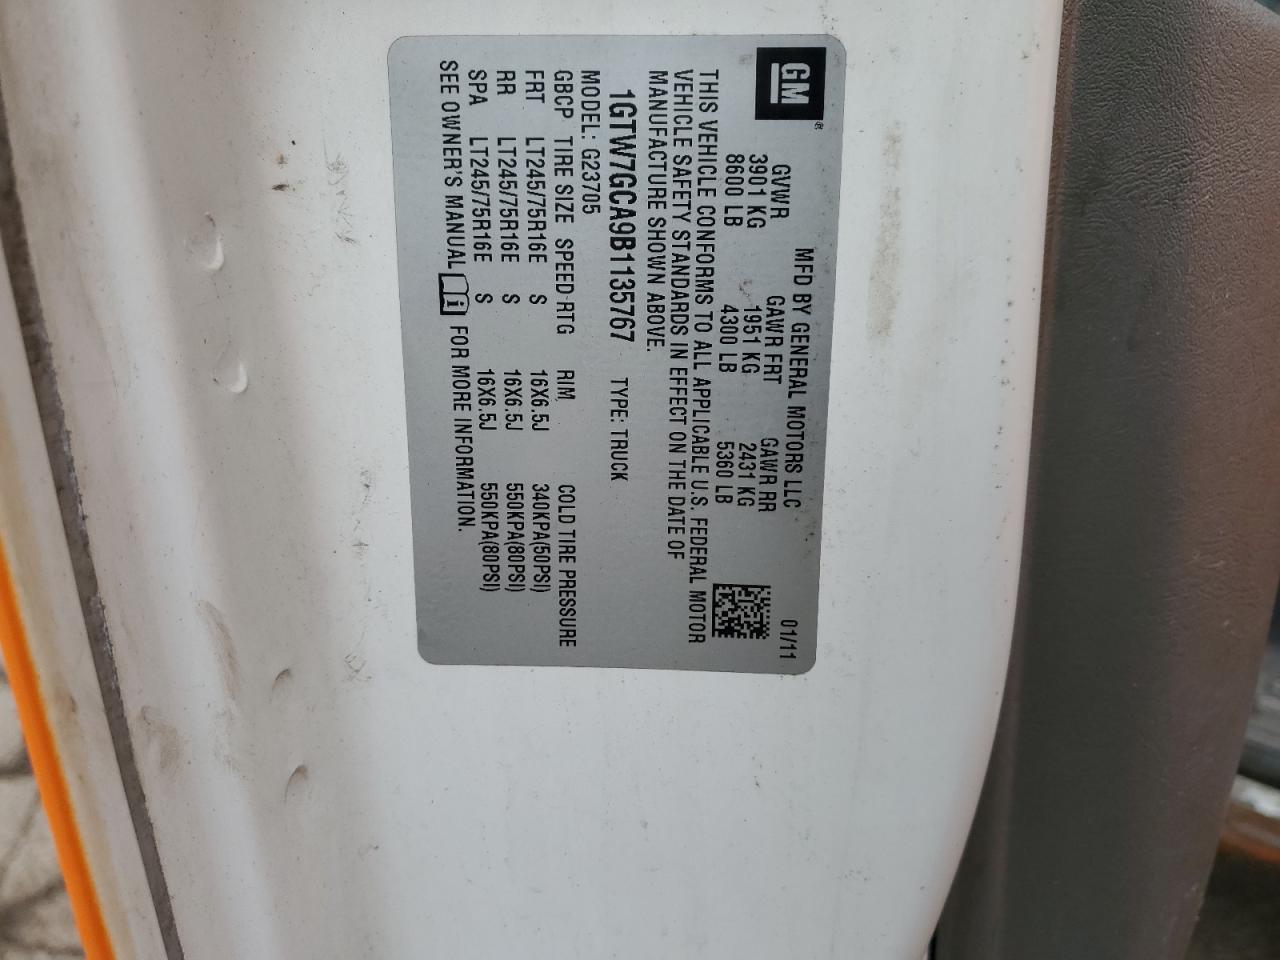 GM®
MFD BY GENERAL MOTORS LLC 01/11
GVWR GAWR FRT GAWR RR
3901 KG 1951 KG 2431 KG
8600 LB 4300 LB 5360 LB
THIS VEHICLE CONFORMS TO ALL APPLICABLE U.S. FEDERAL MOTOR
VEHICLE SAFETY STANDARDS IN EFFECT ON THE DATE OF
MANUFACTURE SHOWN ABOVE.
1GTW7GCA9B1135767 TYPE: TRUCK
MODEL: G23705
GBCP TIRE SIZE SPEED RTG RIM COLD TIRE PRESSURE
FRT LT245/75R16E S 16X6.5J 340KPA(50PSI)
RR LT245/75R16E S 16X6.5J 550KPA(80PSI)
SPA LT245/75R16E S 16X6.5J 550KPA(80PSI)
SEE OWNER'S MANUAL i FOR MORE INFORMATION.